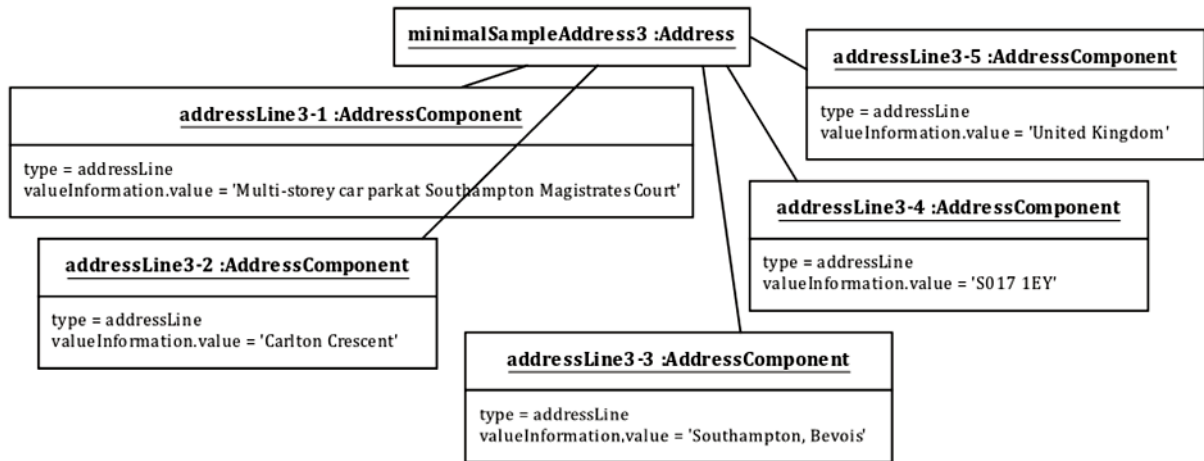 minimalSampleAddress3 :Address
addressLine3-1 :AddressComponent
type = addressLine
valueInformation.value = 'Multi-storey car park at Southampton Magistrates Court'
addressLine3-2 :AddressComponent
type = addressLine
valueInformation.value = 'Carlton Crescent'
addressLine3-3 :AddressComponent
type = addressLine
valueInformation.value = 'Southampton, Bevois'
addressLine3-4 :AddressComponent
type = addressLine
valueInformation.value = 'S017 1EY'
addressLine3-5 :AddressComponent
type = addressLine
valueInformation.value = 'United Kingdom'